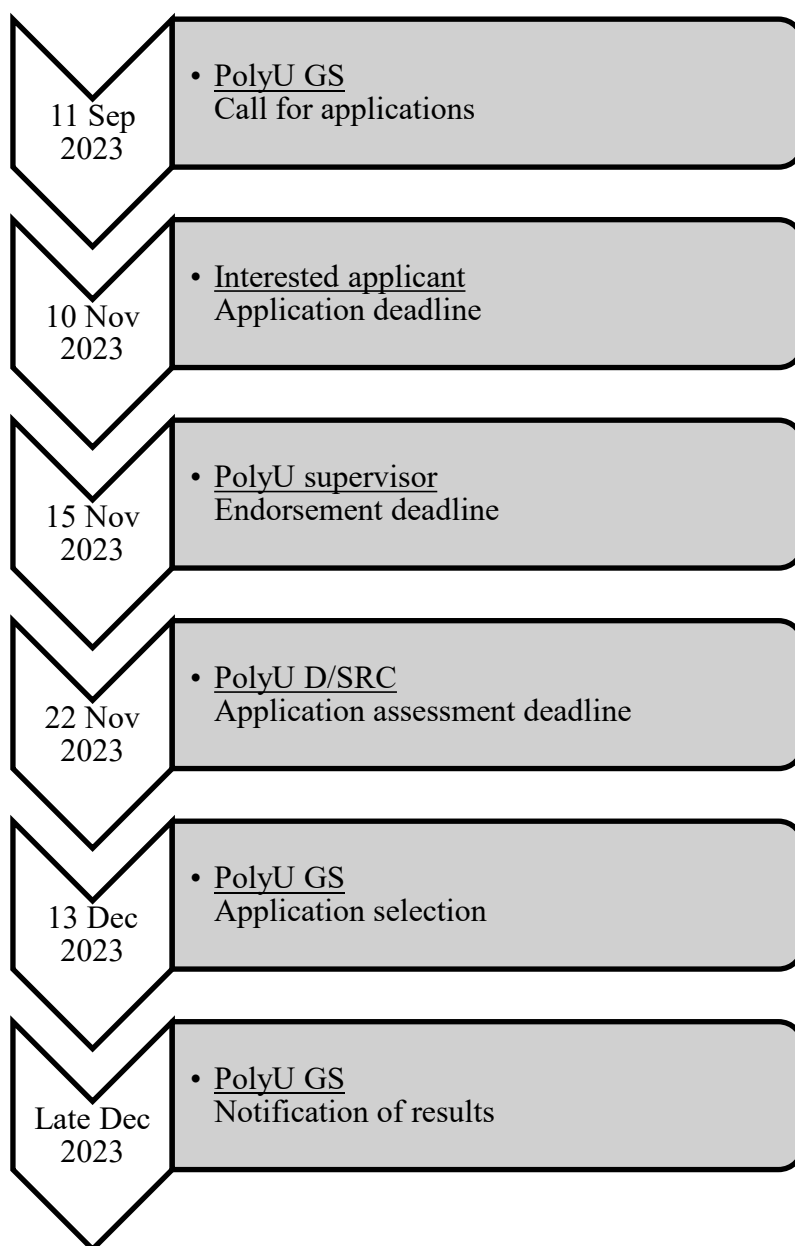 11 Sep
2023
• PolyU GS
Call for applications
10 Nov
2023
• Interested applicant
Application deadline
15 Nov
2023
• PolyU supervisor
Endorsement deadline
22 Nov
2023
• PolyU D/SRC
Application assessment deadline
13 Dec
2023
• PolyU GS
Application selection
Late Dec
2023
• PolyU GS
Notification of results